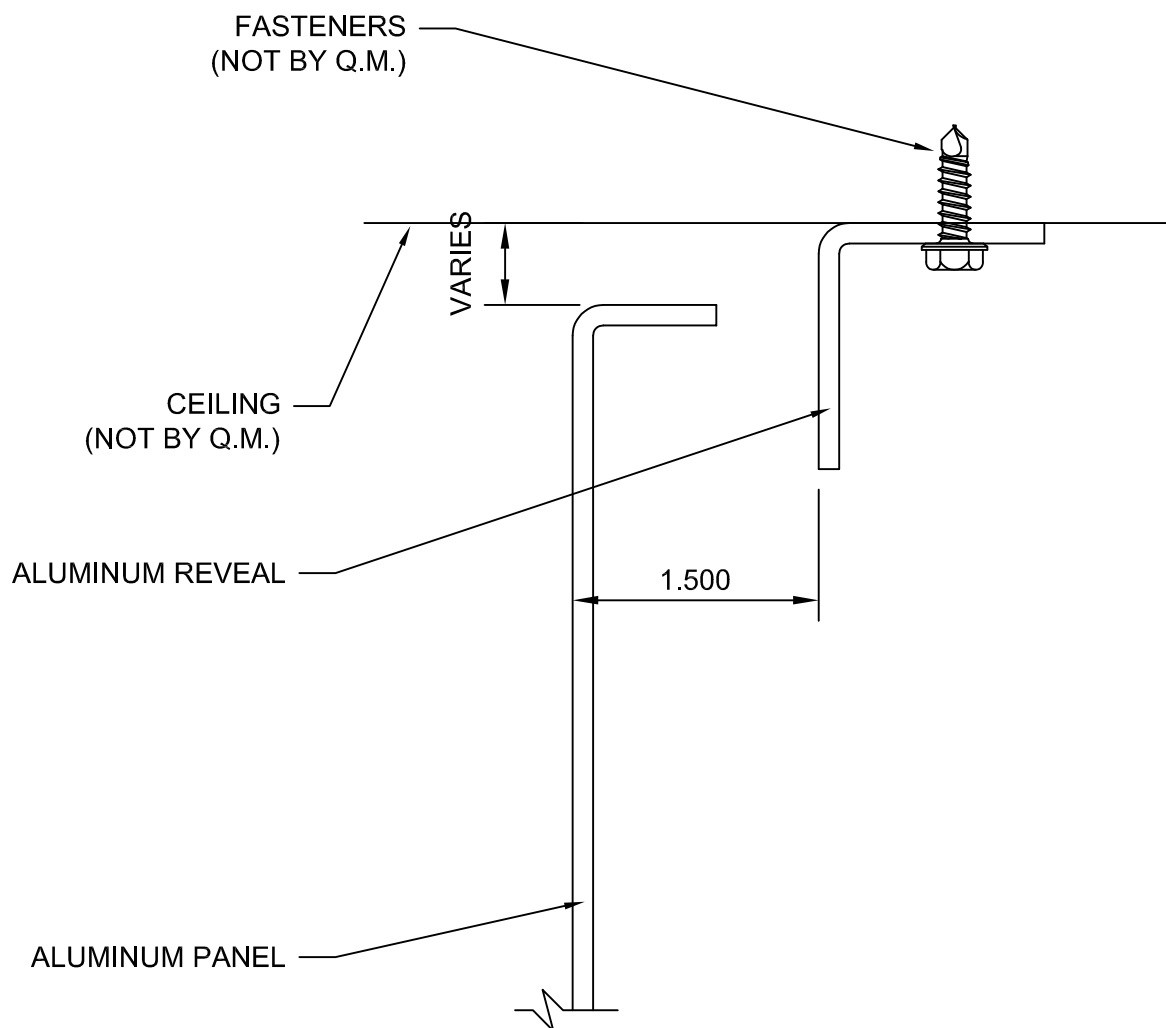 FASTENERS
(NOT BY Q.M.)
VARIES
CEILING
(NOT BY Q.M.)
ALUMINUM REVEAL
1.500
ALUMINUM PANEL